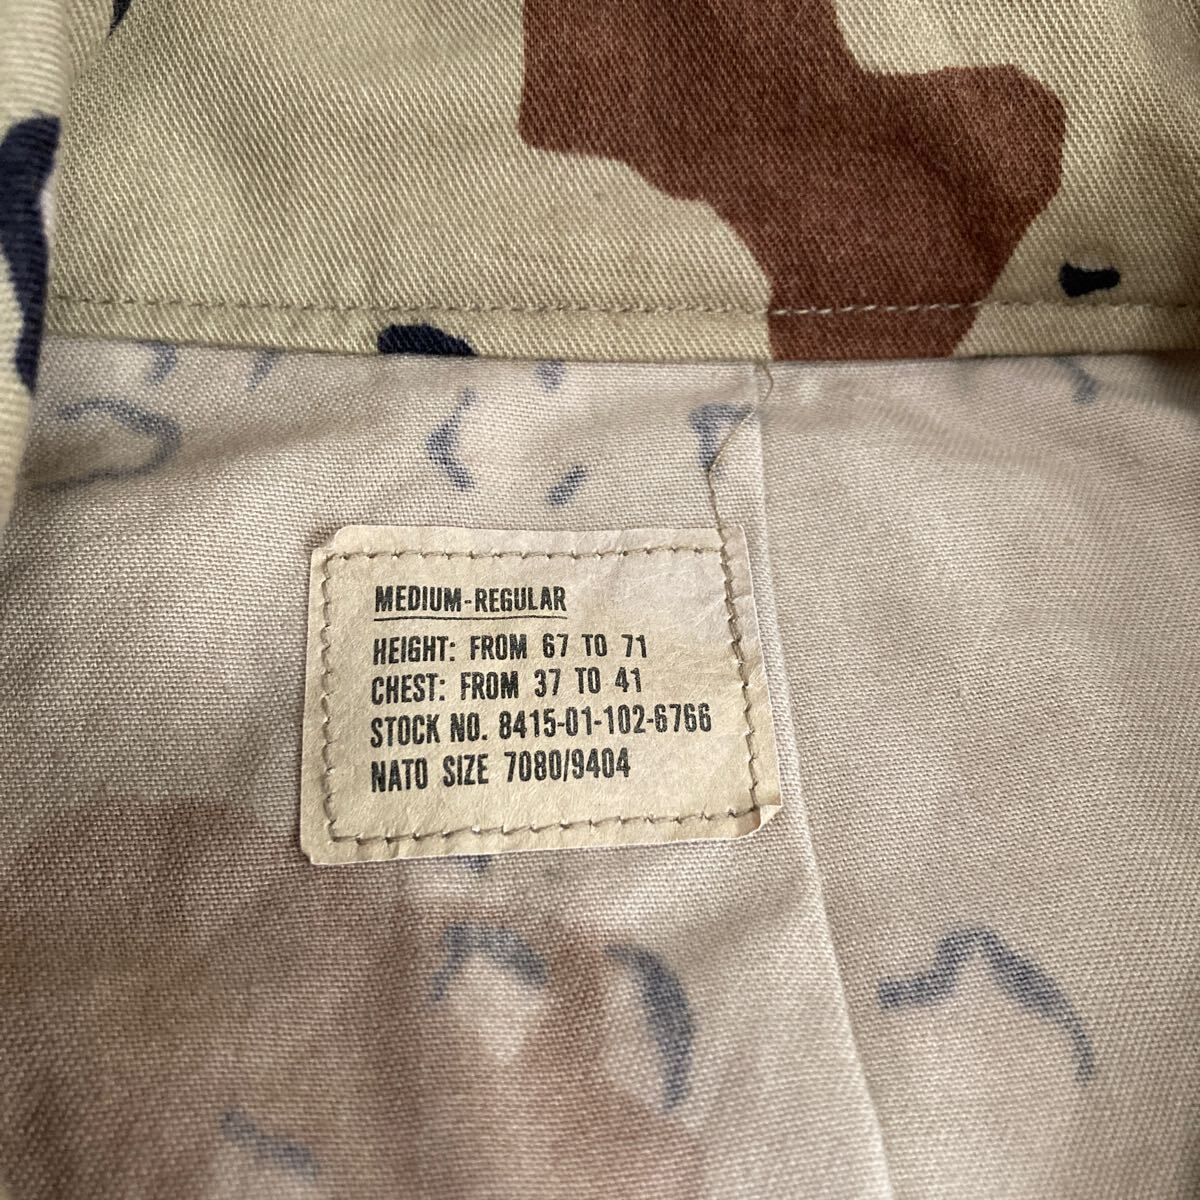 MEDIUM-REGULAR
HEIGHT: FROM 67 TO 71
CHEST: FROM 37 TO 41
STOCK NO. 8415-01-102-6766
NATO SIZE 7080/9404